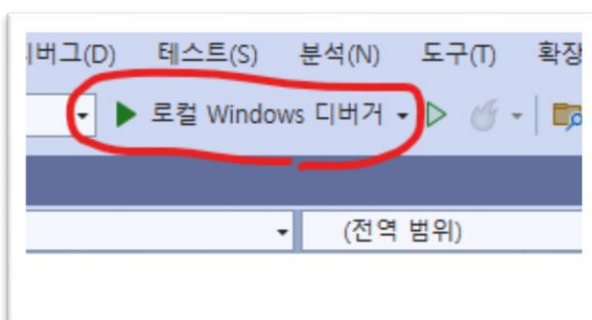 디버그(D) 테스트(S) 분석(N) 도구(T) 확장
로컬 Windows 디버거
(전역 범위)